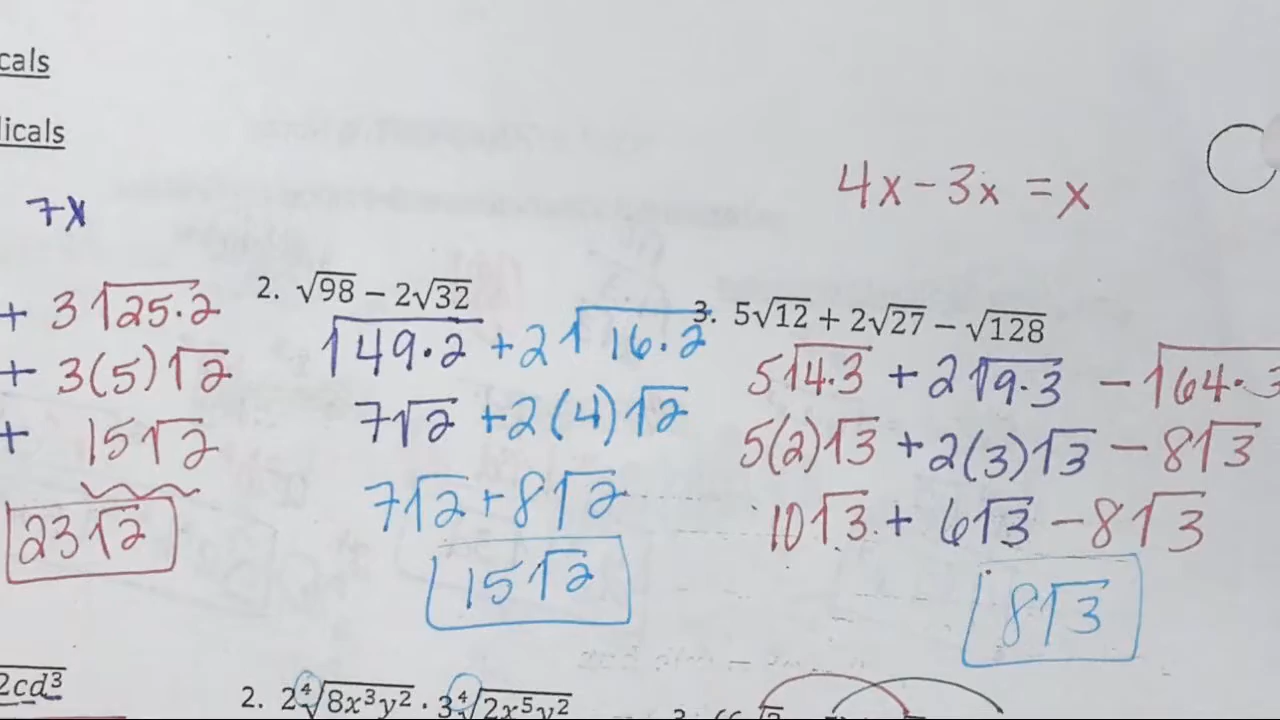 cals
licals
7x
4x - 3x = x
+ 3√25·2
+ 3(5)√2
+ 15√2
23√2
2. √98 − 2√32
√49·2 + 2√16·2
7√2 + 2(4)√2
7√2 + 8√2
15√2
3. 5√12 + 2√27 − √128
5√4·3 + 2√9·3 - √64·3
5(2)√3 + 2(3)√3 - 8√3
10√3 + 6√3 - 8√3
8√3
2cd³
2. 2⁴√8x³y² · 3⁴√2x⁵y²